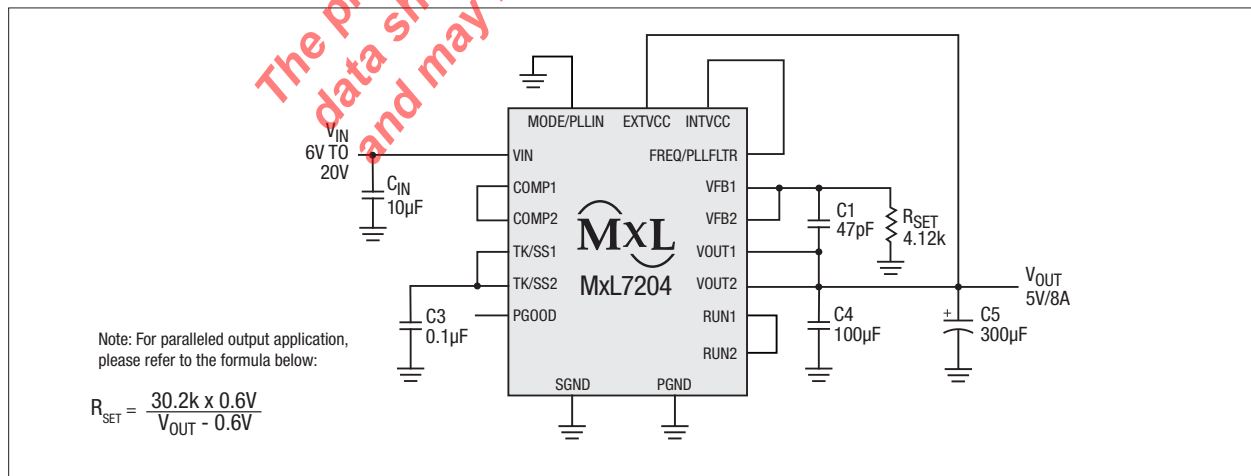 The p
data sh
and may
MODE/PLLIN
EXTVCC
INTVCC
VIN
6V TO
20V
VIN
FREQ/PLLFLTR
CIN
10µF
COMP1
COMP2
VFB1
VFB2
C1
47pF
RSET
4.12k
MXL
MxL7204
TK/SS1
TK/SS2
VOUT1
VOUT2
VOUT
5V/8A
C3
0.1µF
PGOOD
RUN1
RUN2
C4
100µF
+
C5
300µF
SGND
PGND
Note: For paralleled output application,
please refer to the formula below:
RSET = 30.2k x 0.6V
VOUT - 0.6V